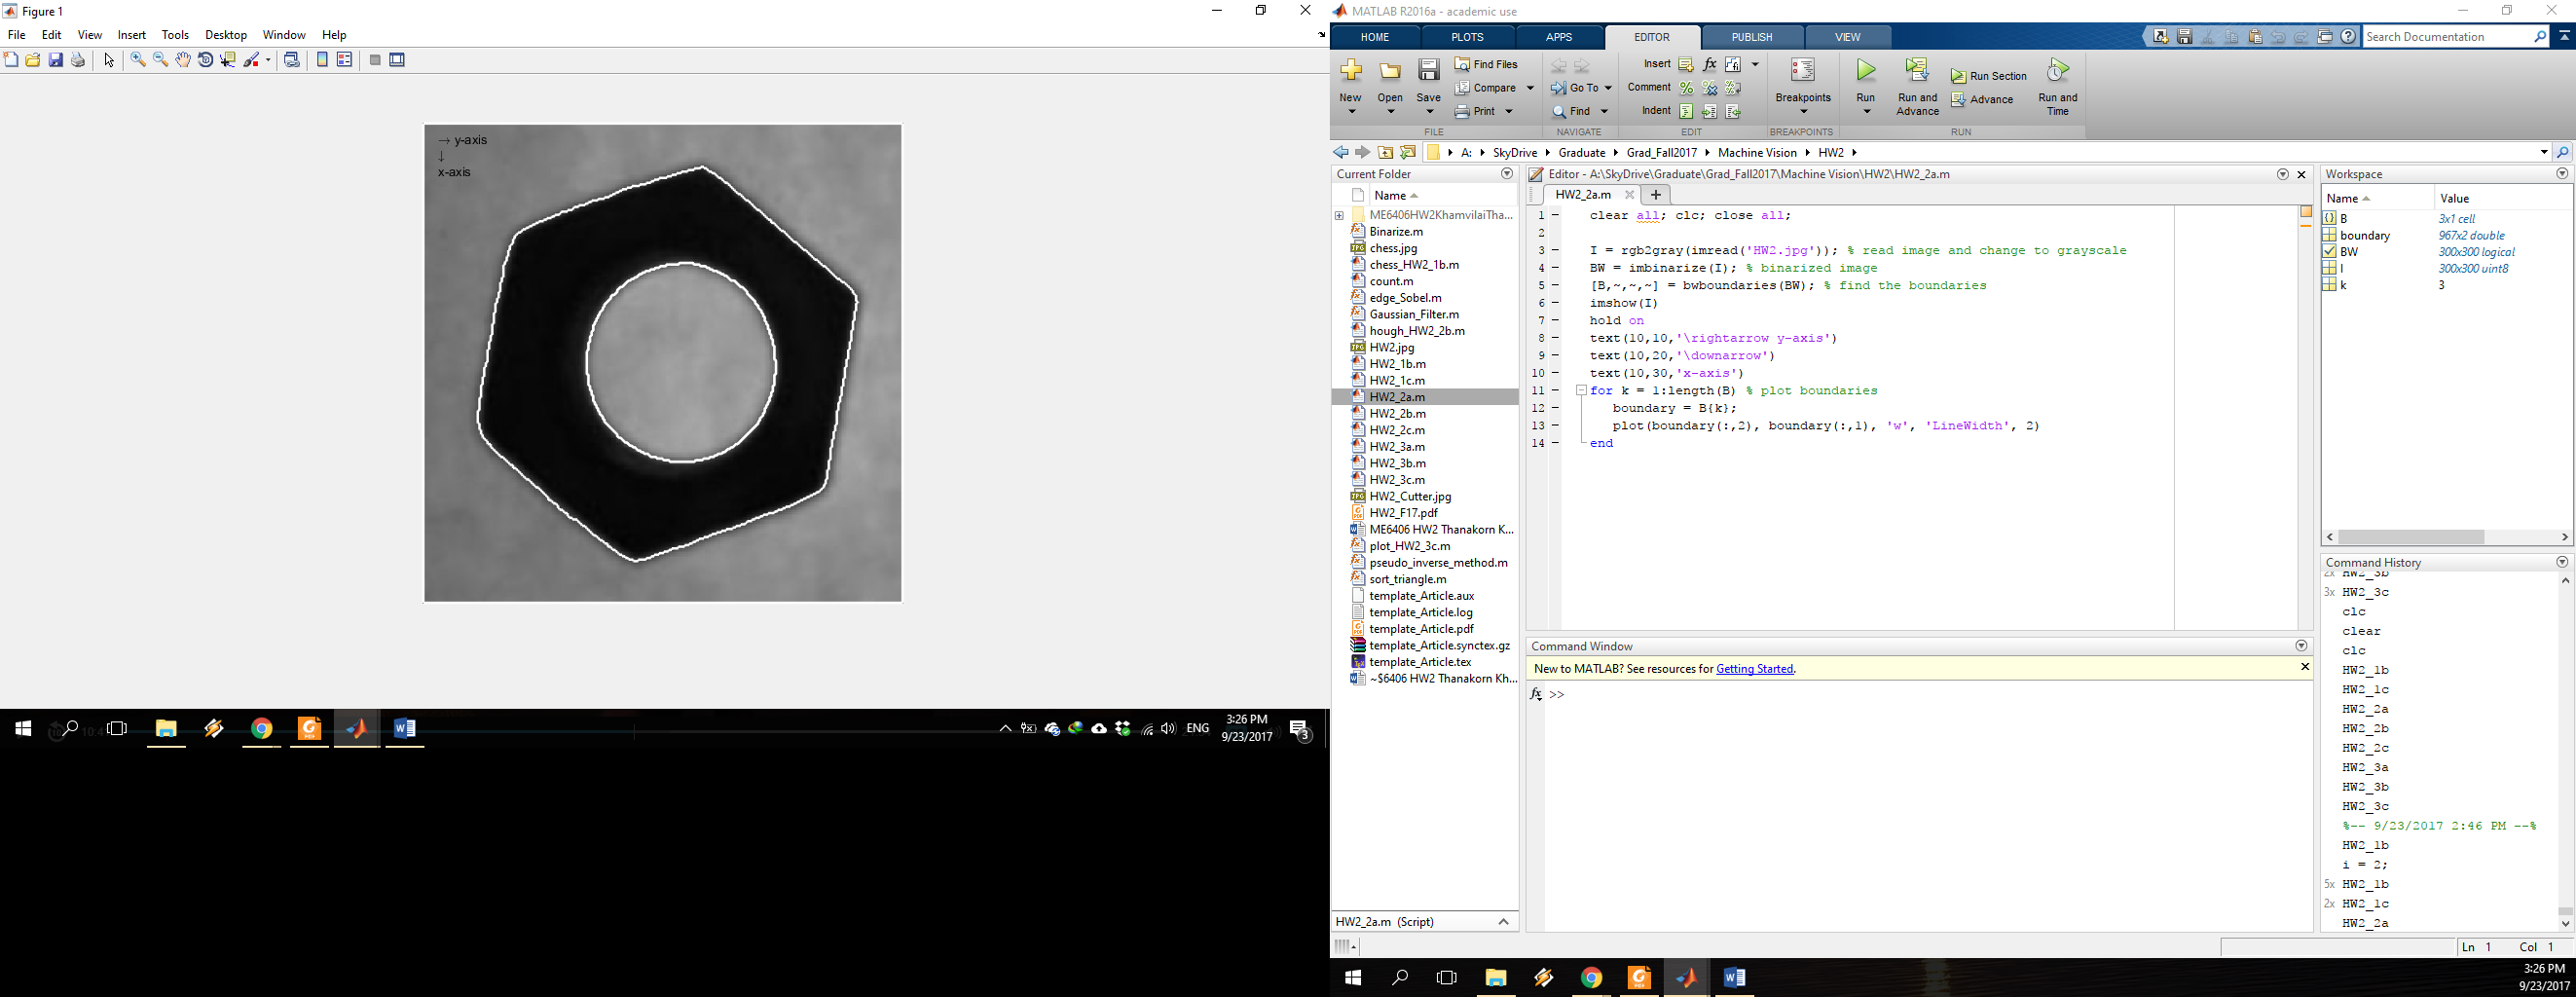 Figure 1
File Edit View Insert Tools Desktop Window Help
→ y-axis
↓
x-axis
3:26 PM
ENG
9/23/2017
3
MATLAB R2016a - academic use
HOME PLOTS APPS EDITOR PUBLISH VIEW
Search Documentation
New Open Save
Find Files
Compare
Print
FILE
Go To
Find
NAVIGATE
Insert
Comment
Indent
EDIT
Breakpoints
BREAKPOINTS
Run
Run and Advance
Run Section
Advance
Run and Time
RUN
A: SkyDrive Graduate Grad_Fall2017 Machine Vision HW2
Current Folder
Name
ME6406HW2KhamvilaiTha...
Binarize.m
chess.jpg
chess_HW2_1b.m
count.m
edge_Sobel.m
Gaussian_Filter.m
hough_HW2_2b.m
HW2.jpg
HW2_1b.m
HW2_1c.m
HW2_2a.m
HW2_2b.m
HW2_2c.m
HW2_3a.m
HW2_3b.m
HW2_3c.m
HW2_Cutter.jpg
HW2_F17.pdf
ME6406 HW2 Thanakorn K...
plot_HW2_3c.m
pseudo_inverse_method.m
sort_triangle.m
template_Article.aux
template_Article.log
template_Article.pdf
template_Article.synctex.gz
template_Article.tex
~$6406 HW2 Thanakorn Kh...
HW2_2a.m (Script)
Editor - A:\SkyDrive\Graduate\Grad_Fall2017\Machine Vision\HW2\HW2_2a.m
HW2_2a.m
1 clear all; clc; close all;
2
3 I = rgb2gray(imread('HW2.jpg')); % read image and change to grayscale
4 BW = imbinarize(I); % binarized image
5 [B,~,~,~] = bwboundaries(BW); % find the boundaries
6 imshow(I)
7 hold on
8 text(10,10,'\rightarrow y-axis')
9 text(10,20,'\downarrow')
10 text(10,30,'x-axis')
11 for k = 1:length(B) % plot boundaries
12 boundary = B{k};
13 plot(boundary(:,2), boundary(:,1), 'w', 'LineWidth', 2)
14 end
Command Window
New to MATLAB? See resources for Getting Started.
fx >>
Workspace
Name Value
B 3x1 cell
boundary 967x2 double
BW 300x300 logical
I 300x300 uint8
k 3
Command History
2x HW2_3b
3x HW2_3c
clc
clear
clc
HW2_1b
HW2_1c
HW2_2a
HW2_2b
HW2_2c
HW2_3a
HW2_3b
HW2_3c
%-- 9/23/2017 2:46 PM --%
HW2_1b
i = 2;
5x HW2_1b
2x HW2_1c
HW2_2a
Ln 1 Col 1
3:26 PM
9/23/2017